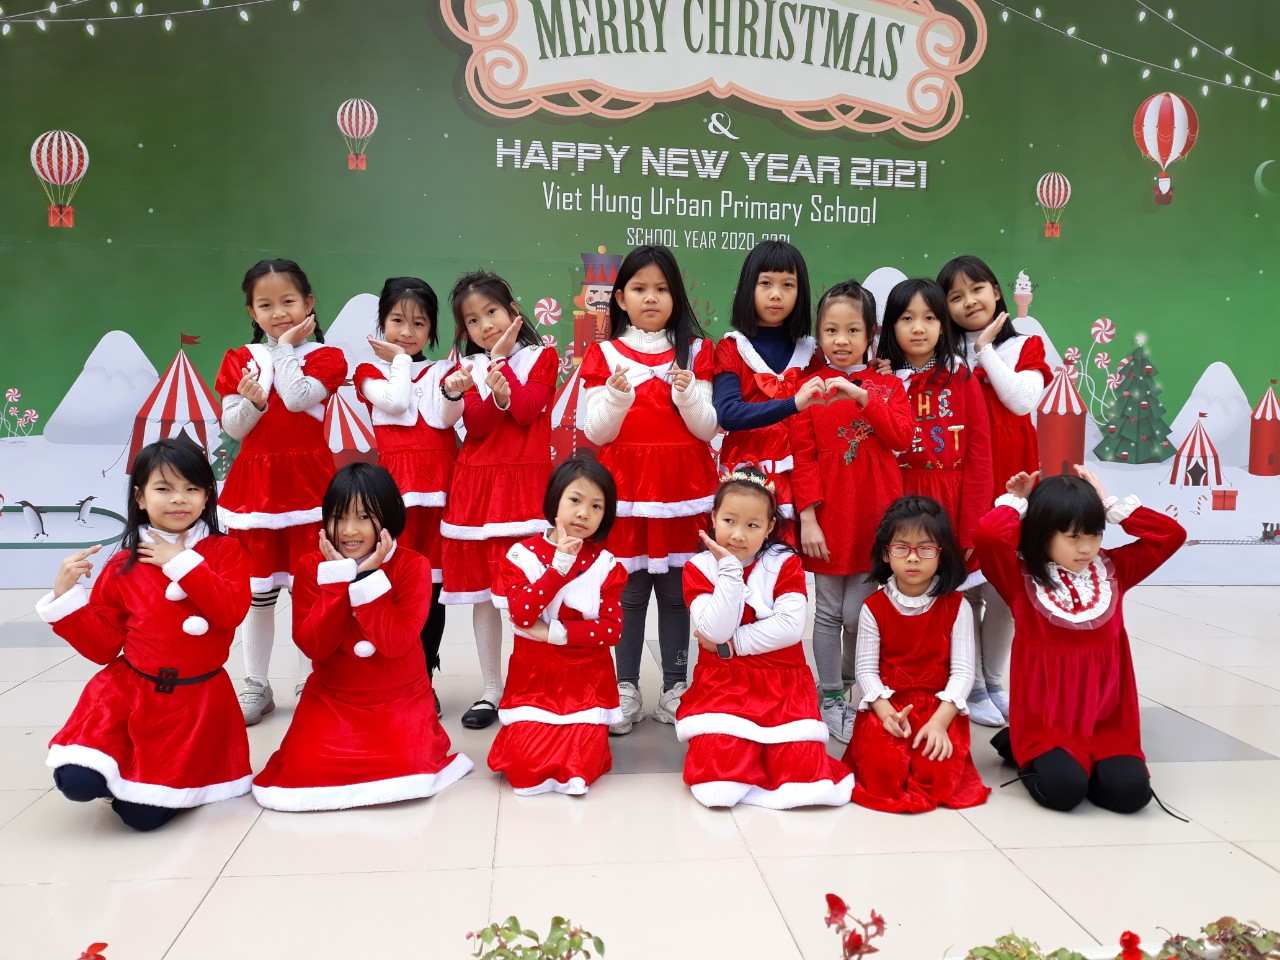 MERRY CHRISTMAS
&
HAPPY NEW YEAR 2021
Viet Hung Urban Primary School
SCHOOL YEAR 2020-2021